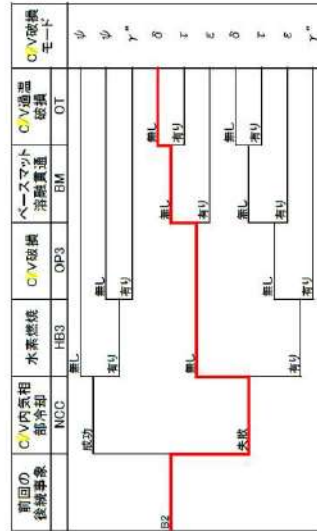 前回の後続事象 C/V内気相部冷却 水素燃焼 C/V破損 ベースマット溶融貫通 C/V過温破損 C/V破損モード
NCC HB3 OP3 BM OT
無し ψ
成功
無し ψ
有り
有り γ"
無し δ
B2 無し
有り τ
無し
有り ε
無し δ
失敗 無し
有り τ
無し
有り ε
有り
有り γ"